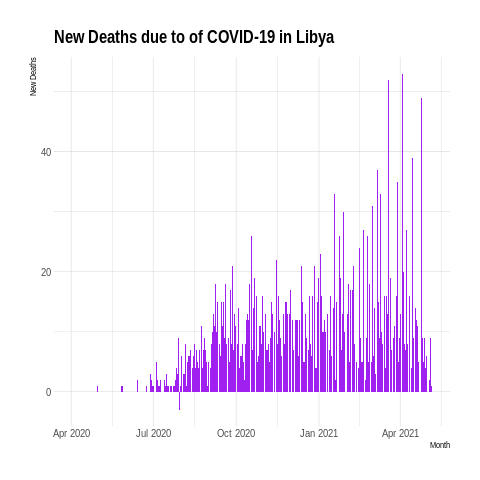 New Deaths due to of COVID-19 in Libya
New Deaths
40
20
0
Apr 2020 Jul 2020 Oct 2020 Jan 2021 Apr 2021
Month